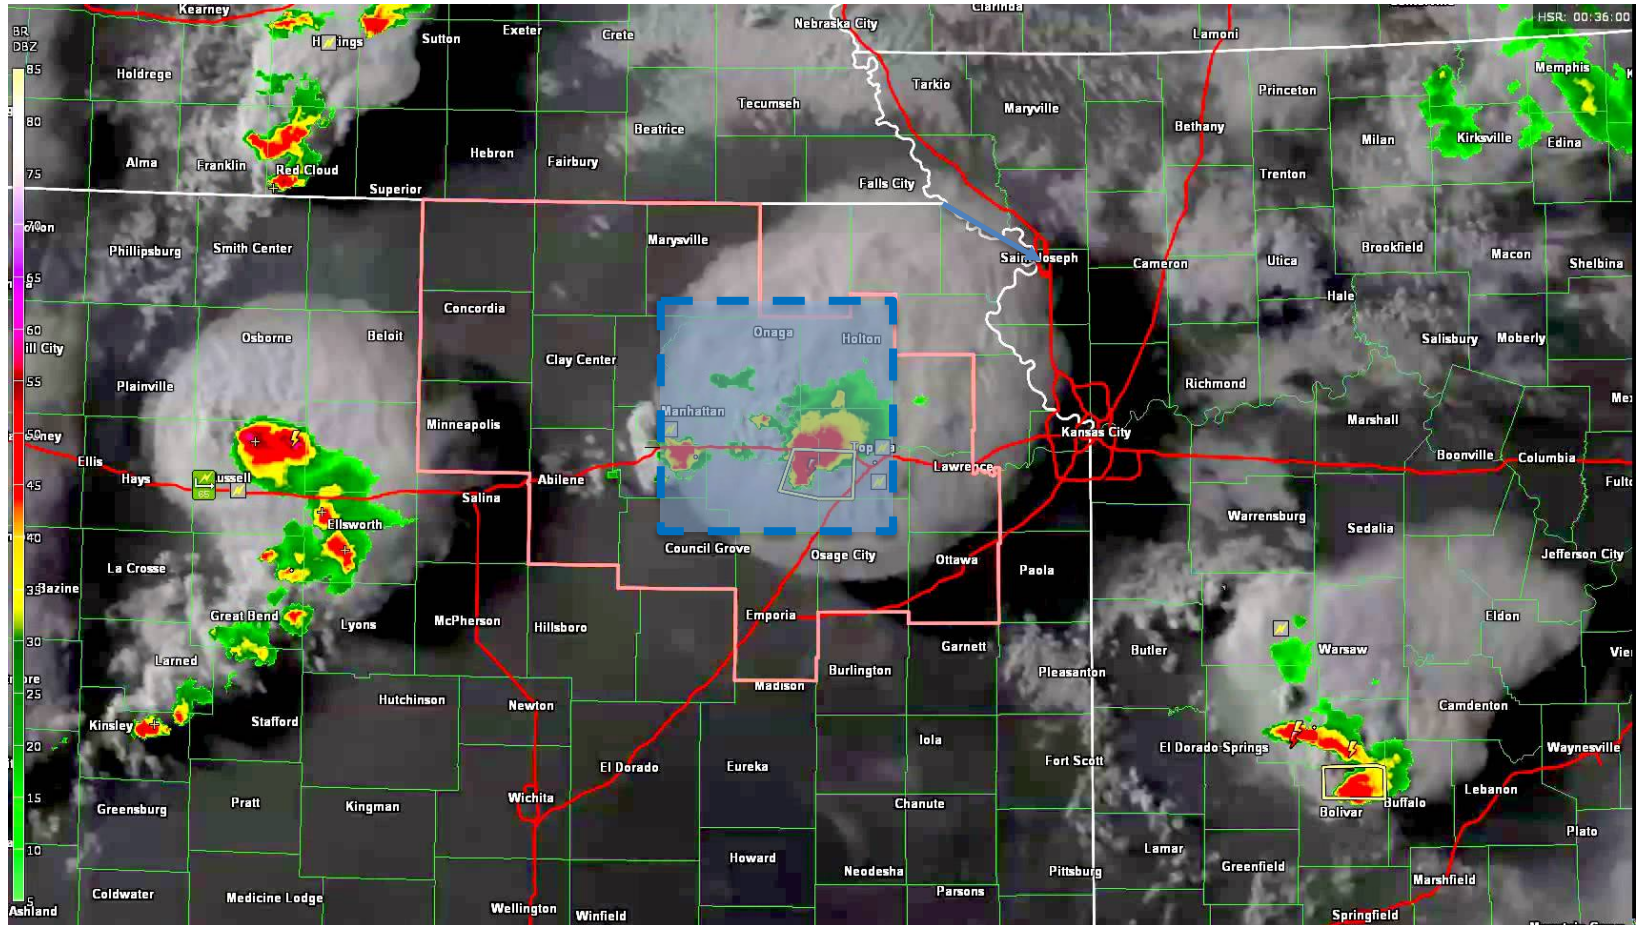 Kearney
Clarinda
HSR: 00:36:00
BR
DBZ
Exeter
Nebraska City
Sutton
Crete
Lamoni
Holdrege
85
Memphis
Tarkio
Princeton
Tecumseh
Maryville
80
Beatrice
Bethany
Kirksville
Milan
Edina
Hebron
Alma
Franklin
Fairbury
Red Cloud
75
Trenton
Superior
Falls City
70
Phillipsburg
Smith Center
Marysville
Brookfield
Macon
Saint Joseph
Cameron
Utica
Shelbina
65
Hale
Concordia
60
Onaga
Osborne
Beloit
Holton
Salisbury
Moberly
ill City
Clay Center
55
Plainville
Richmond
Manhattan
Marshall
Minneapolis
50
Kansas City
Ellis
Boonville
Columbia
Lawrence
Hays
Abilene
45
65
Salina
Warrensburg
Ellsworth
Sedalia
40
Council Grove
Osage City
Jefferson City
Ottawa
La Crosse
Paola
Bazine
35
Great Bend
Emporia
Eldon
McPherson
Lyons
Hillsboro
30
Garnett
Butler
Warsaw
Larned
Burlington
Pleasanton
Madison
25
Hutchinson
Newton
Camdenton
Kinsley
Stafford
Iola
20
El Dorado Springs
Waynesville
El Dorado
Eureka
Fort Scott
Lebanon
15
Wichita
Pratt
Chanute
Buffalo
Greensburg
Kingman
Bolivar
Plato
10
Lamar
Howard
Greenfield
Neodesha
Pittsburg
Marshfield
Coldwater
Medicine Lodge
Parsons
Ashland
Wellington
Winfield
Springfield